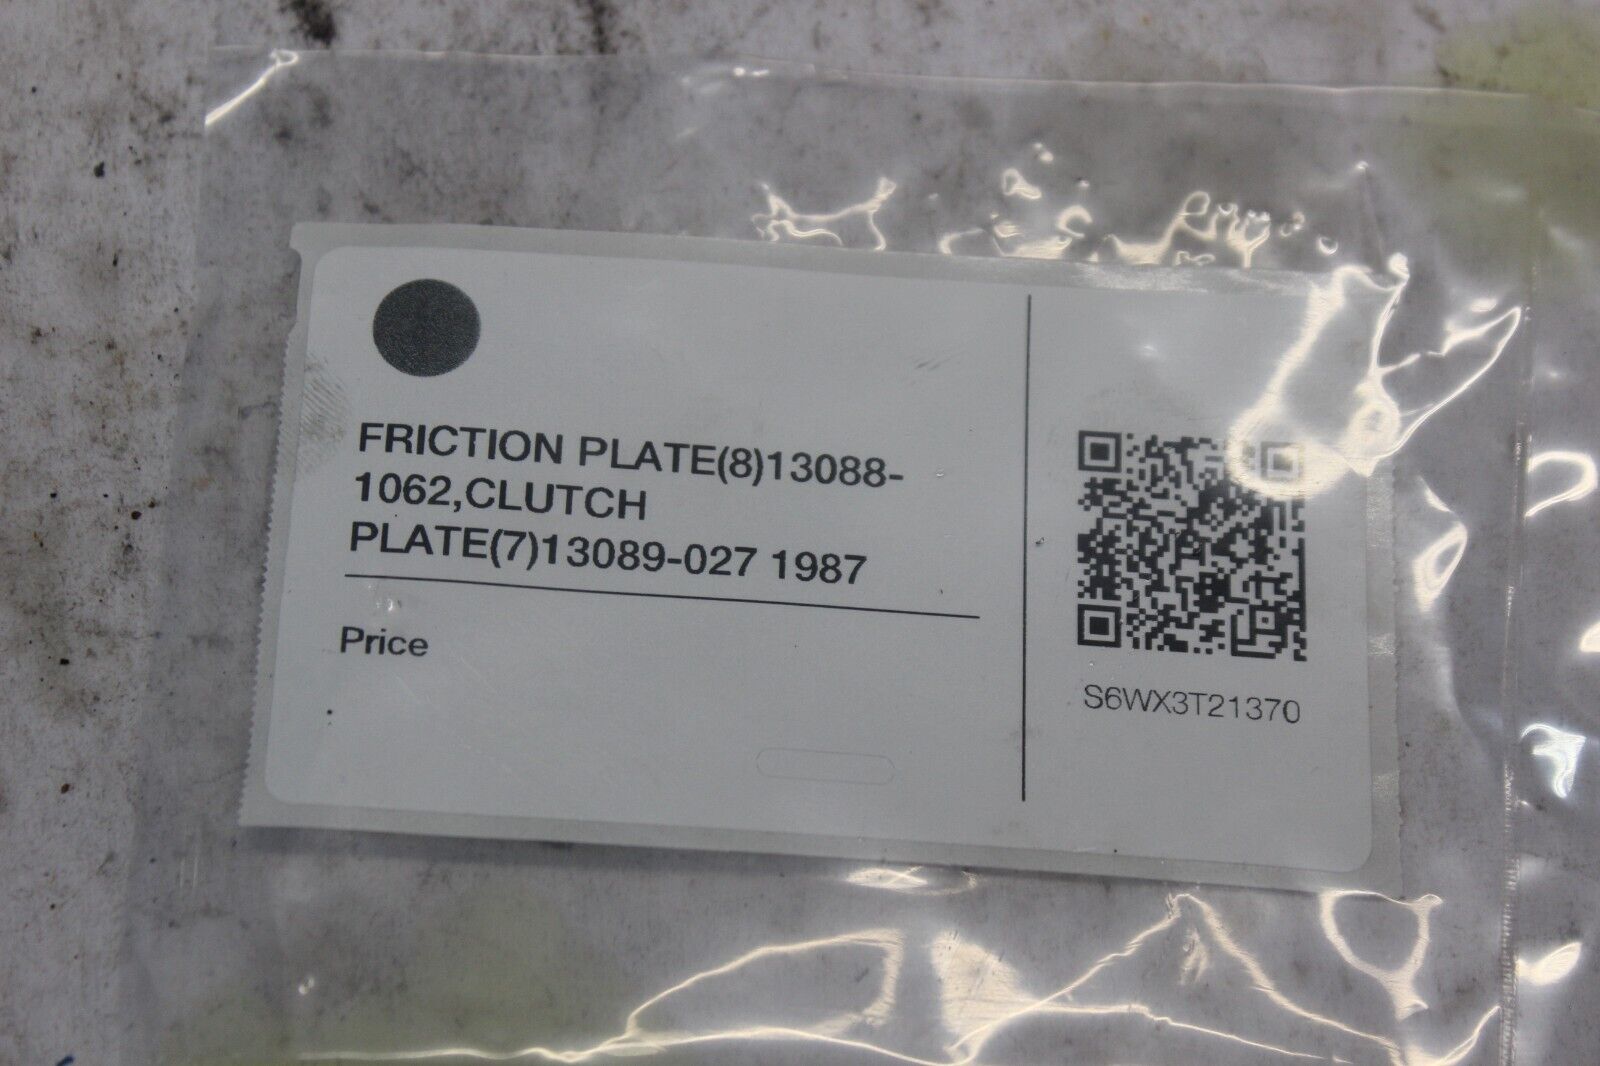 FRICTION PLATE(8)13088-
1062,CLUTCH
PLATE(7)13089-027 1987
Price
S6WX3T21370